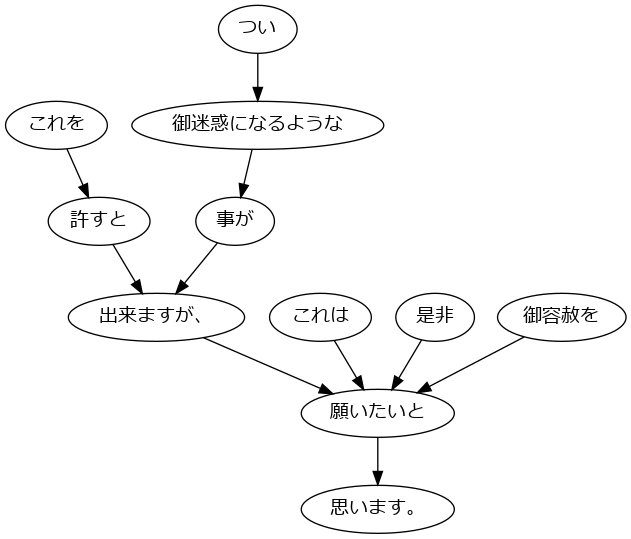 つい
これを
御迷惑になるような
許すと
事が
出来ますが、
これは
是非
御容赦を
願いたいと
思います。